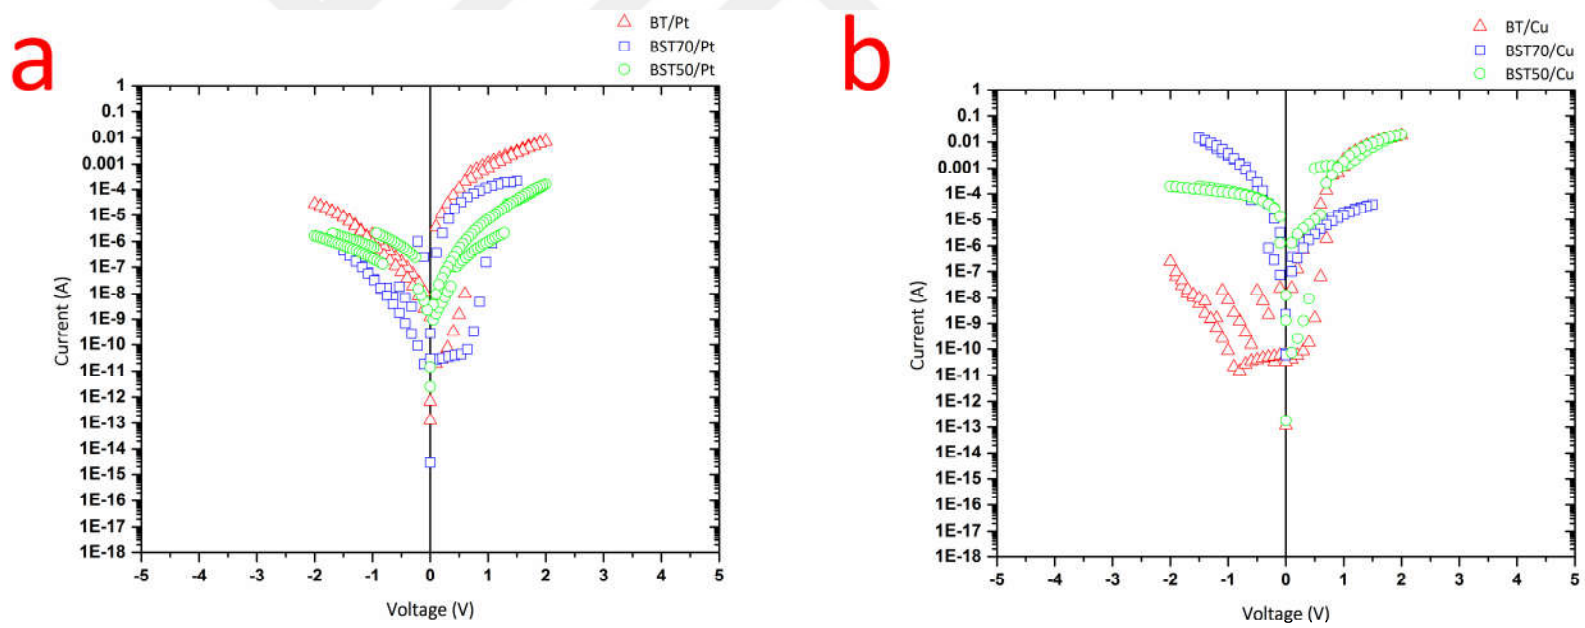 a
BT/Pt
BST70/Pt
BST50/Pt
1
0.1
0.01
0.001
1E-4
1E-5
1E-6
1E-7
1E-8
1E-9
1E-10
1E-11
1E-12
1E-13
1E-14
1E-15
1E-16
1E-17
1E-18
Current (A)
-5 -4 -3 -2 -1 0 1 2 3 4 5
Voltage (V)
b
BT/Cu
BST70/Cu
BST50/Cu
1
0.1
0.01
0.001
1E-4
1E-5
1E-6
1E-7
1E-8
1E-9
1E-10
1E-11
1E-12
1E-13
1E-14
1E-15
1E-16
1E-17
1E-18
Current (A)
-5 -4 -3 -2 -1 0 1 2 3 4 5
Voltage (V)